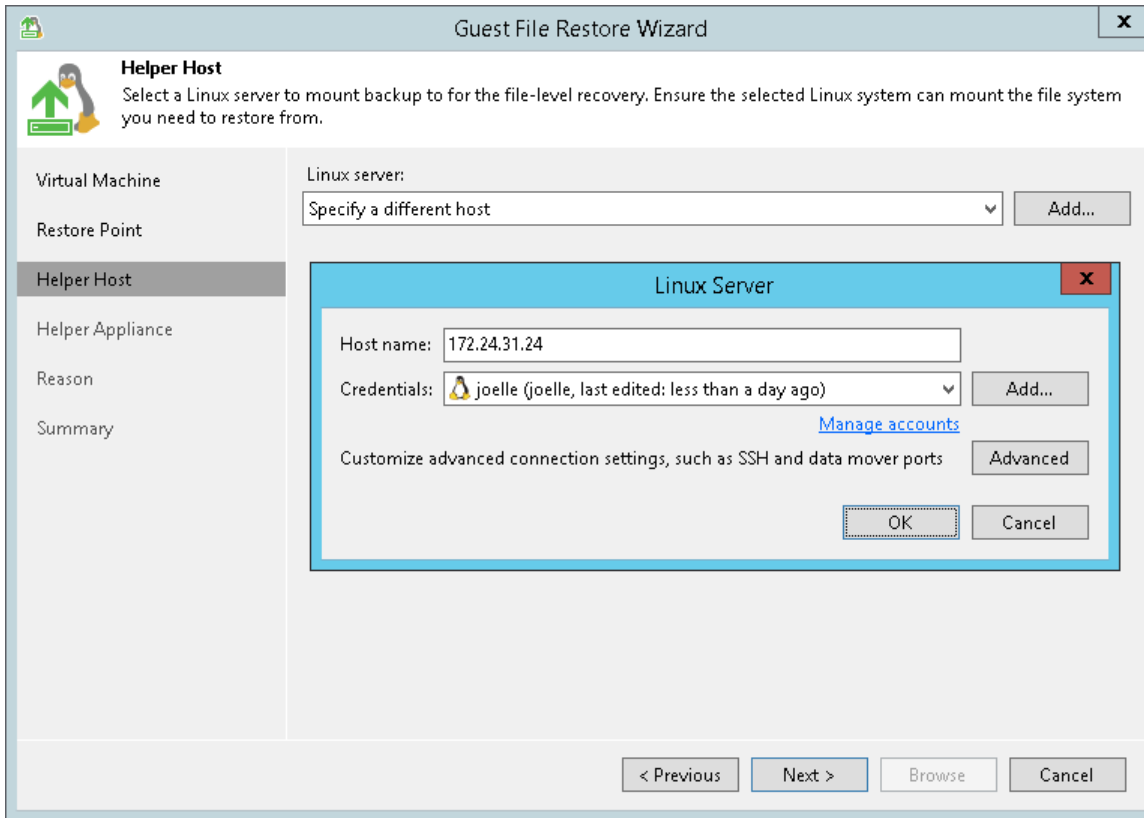 Guest File Restore Wizard
x
Helper Host
Select a Linux server to mount backup to for the file-level recovery. Ensure the selected Linux system can mount the file system
you need to restore from.
Virtual Machine
Restore Point
Helper Host
Helper Appliance
Reason
Summary
Linux server:
Specify a different host
Add...
Linux Server
x
Host name: 172.24.31.24
Credentials: joelle (joelle, last edited: less than a day ago)
Add...
Manage accounts
Customize advanced connection settings, such as SSH and data mover ports
Advanced
OK
Cancel
< Previous
Next >
Browse
Cancel